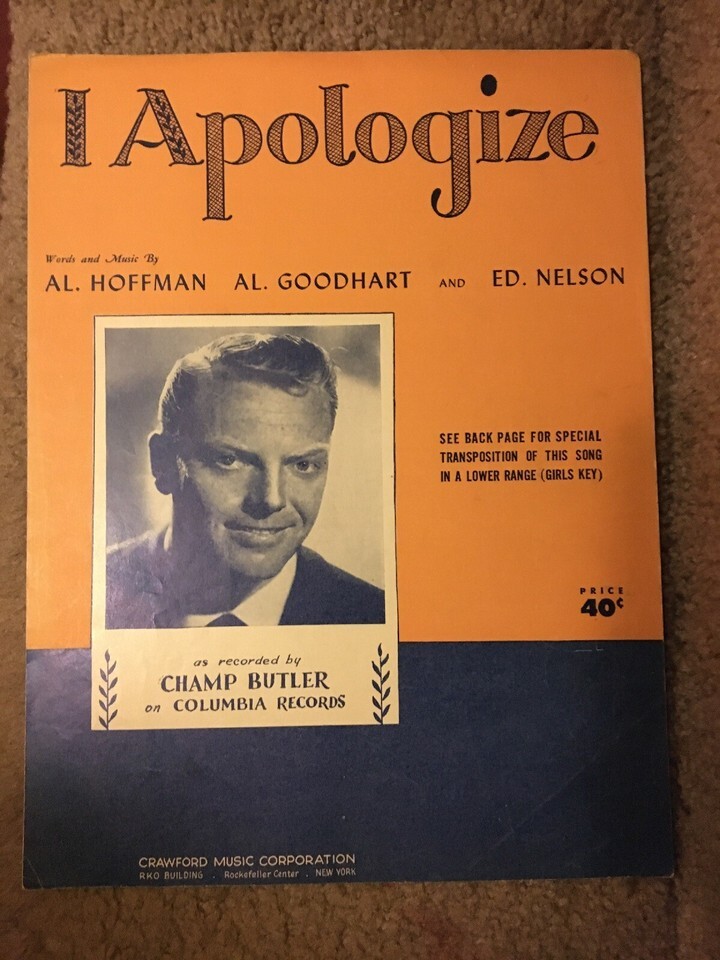 I Apologize
Words and Music By
AL. HOFFMAN AL. GOODHART AND ED. NELSON
SEE BACK PAGE FOR SPECIAL
TRANSPOSITION OF THIS SONG
IN A LOWER RANGE (GIRLS KEY)
PRICE
40¢
as recorded by
CHAMP BUTLER
on COLUMBIA RECORDS
CRAWFORD MUSIC CORPORATION
RKO BUILDING . Rockefeller Center . NEW YORK